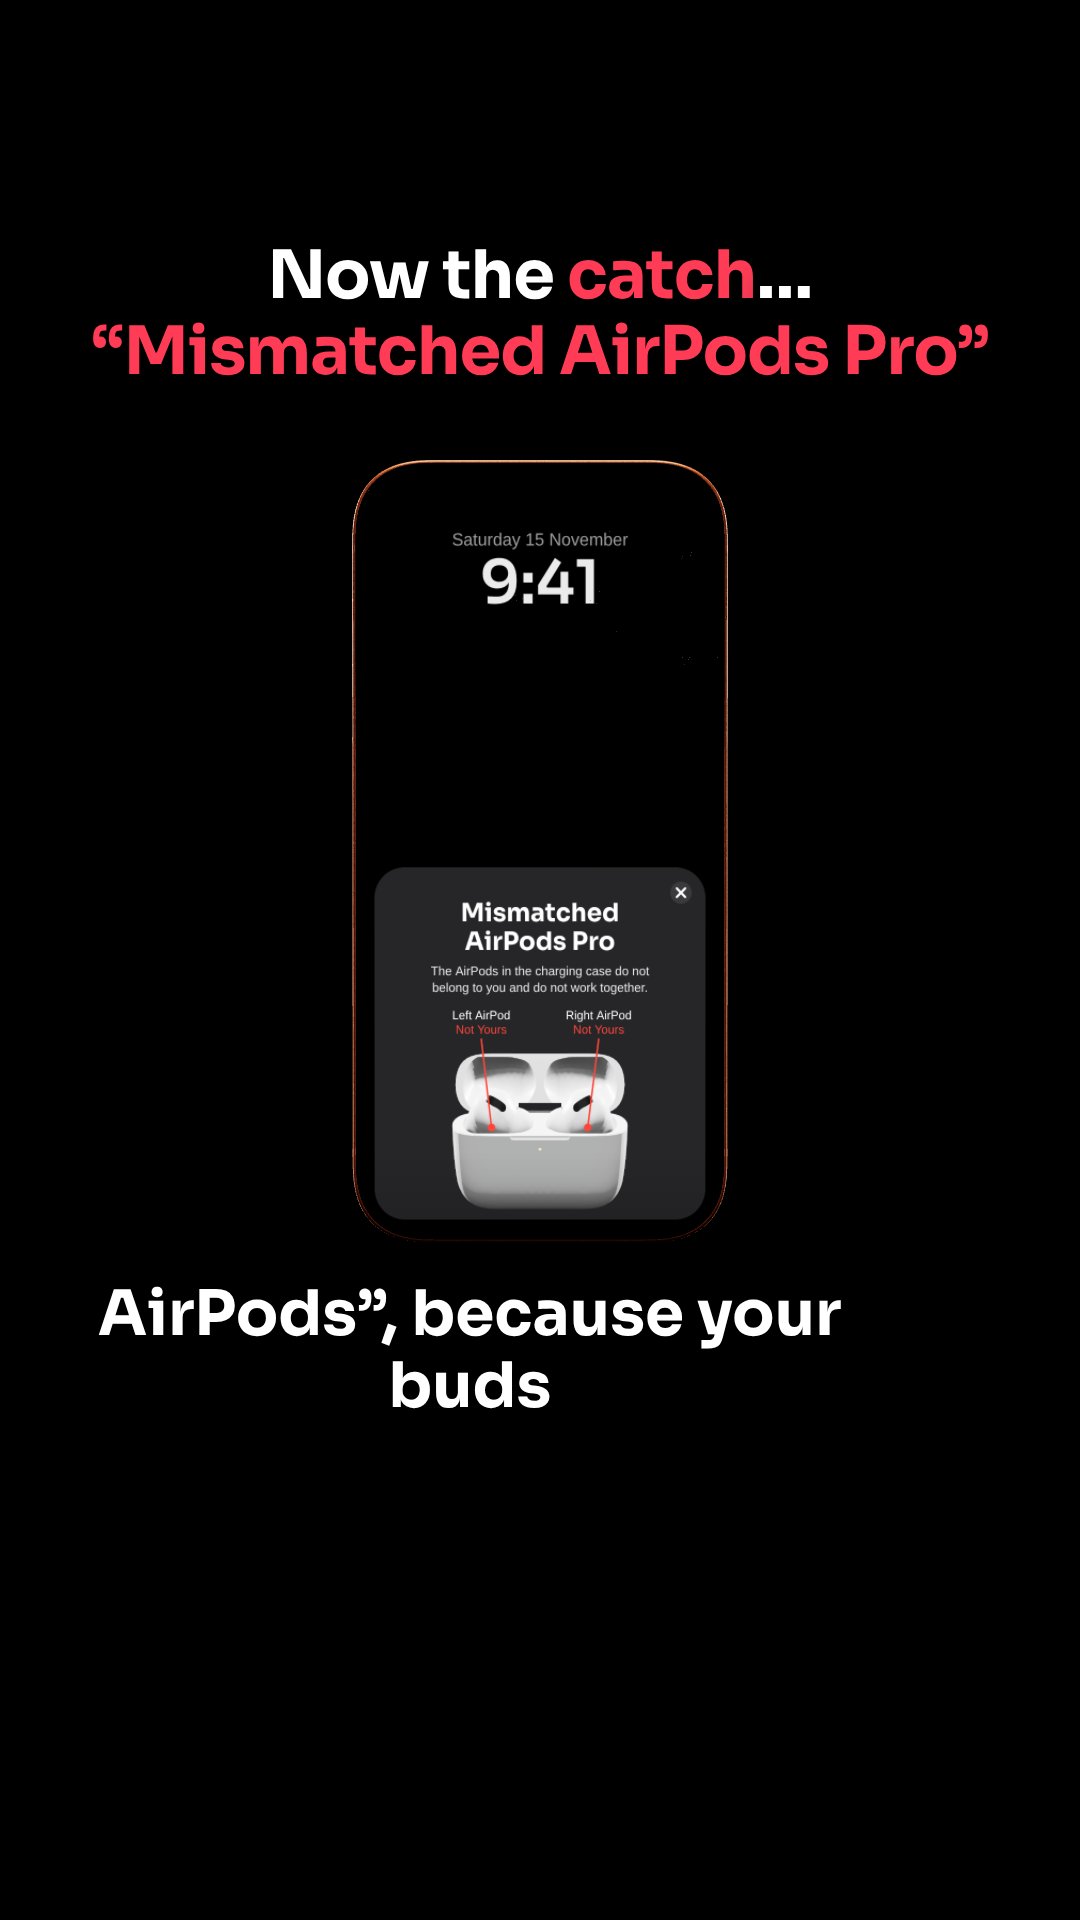 Now the catch...
“Mismatched AirPods Pro”
Saturday 15 November
9:41
Mismatched
AirPods Pro
The AirPods in the charging case do not
belong to you and do not work together.
Left AirPod Right AirPod
Not Yours Not Yours
AirPods”, because your
buds